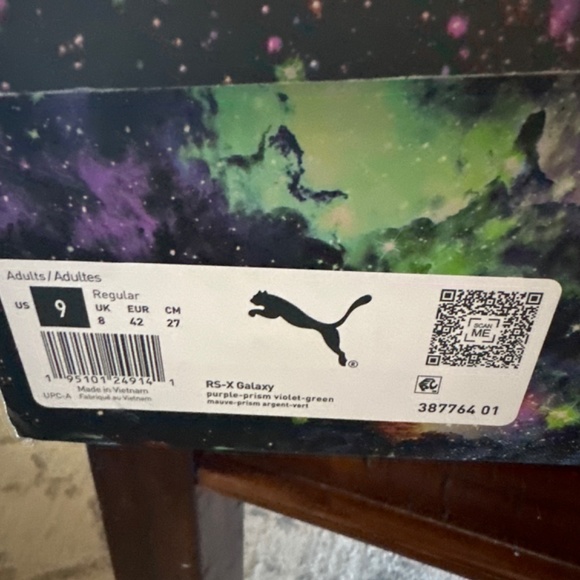 Adults/Adultes
US 9 Regular
UK EUR CM
8 42 27
1 95101 24914 1
UPC-A Made in Vietnam
Fabriqué au Vietnam
RS-X Galaxy
purple-prism violet-green
mauve-prism argent-vert
SCAN
ME
387764 01